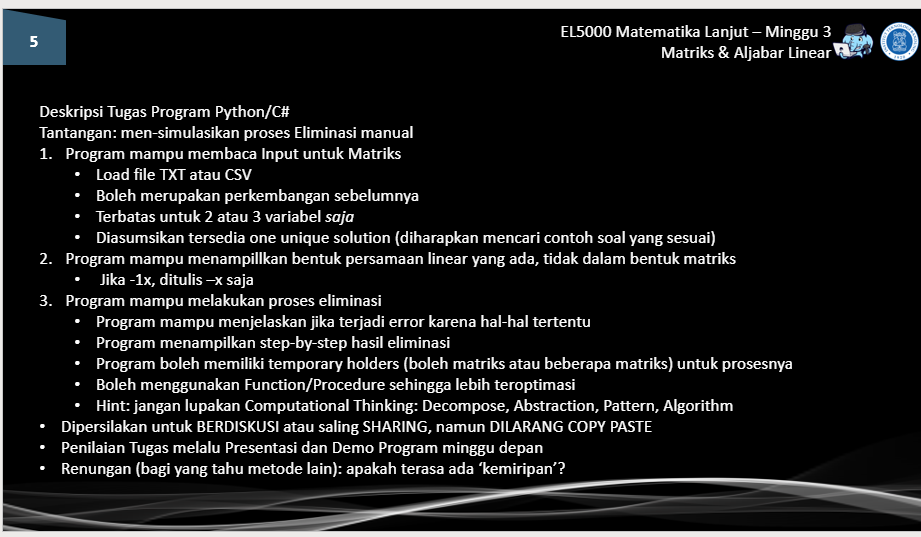 5
EL5000 Matematika Lanjut – Minggu 3
Matriks & Aljabar Linear
Deskripsi Tugas Program Python/C#
Tantangan: men-simulasikan proses Eliminasi manual
1. Program mampu membaca Input untuk Matriks
• Load file TXT atau CSV
• Boleh merupakan perkembangan sebelumnya
• Terbatas untuk 2 atau 3 variabel saja
• Diasumsikan tersedia one unique solution (diharapkan mencari contoh soal yang sesuai)
2. Program mampu menampillkan bentuk persamaan linear yang ada, tidak dalam bentuk matriks
• Jika -1x, ditulis –x saja
3. Program mampu melakukan proses eliminasi
• Program mampu menjelaskan jika terjadi error karena hal-hal tertentu
• Program menampilkan step-by-step hasil eliminasi
• Program boleh memiliki temporary holders (boleh matriks atau beberapa matriks) untuk prosesnya
• Boleh menggunakan Function/Procedure sehingga lebih teroptimasi
• Hint: jangan lupakan Computational Thinking: Decompose, Abstraction, Pattern, Algorithm
• Dipersilakan untuk BERDISKUSI atau saling SHARING, namun DILARANG COPY PASTE
• Penilaian Tugas melalu Presentasi dan Demo Program minggu depan
• Renungan (bagi yang tahu metode lain): apakah terasa ada ‘kemiripan’?